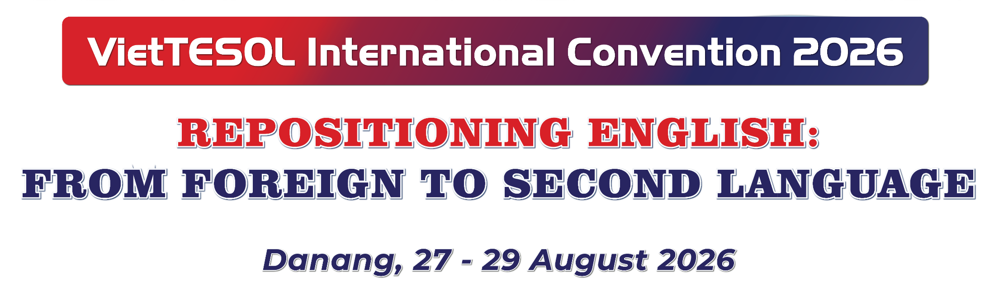 VietTESOL International Convention 2026
REPOSITIONING ENGLISH:
FROM FOREIGN TO SECOND LANGUAGE
Danang, 27 - 29 August 2026